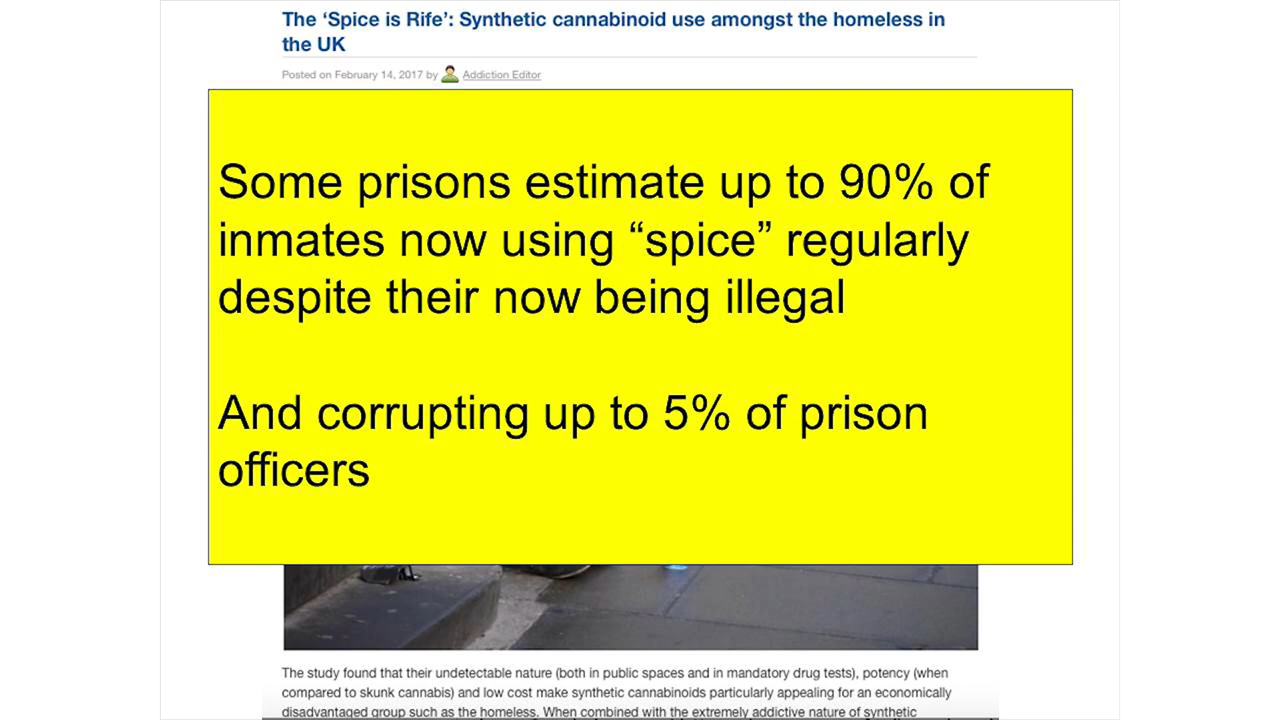 The ‘Spice is Rife’: Synthetic cannabinoid use amongst the homeless in
the UK
Posted on February 14, 2017 by Addiction Editor
Some prisons estimate up to 90% of
inmates now using “spice” regularly
despite their now being illegal
And corrupting up to 5% of prison
officers
The study found that their undetectable nature (both in public spaces and in mandatory drug tests), potency (when
compared to skunk cannabis) and low cost make synthetic cannabinoids particularly appealing for an economically
disadvantaged group such as the homeless. When combined with the extremely addictive nature of synthetic